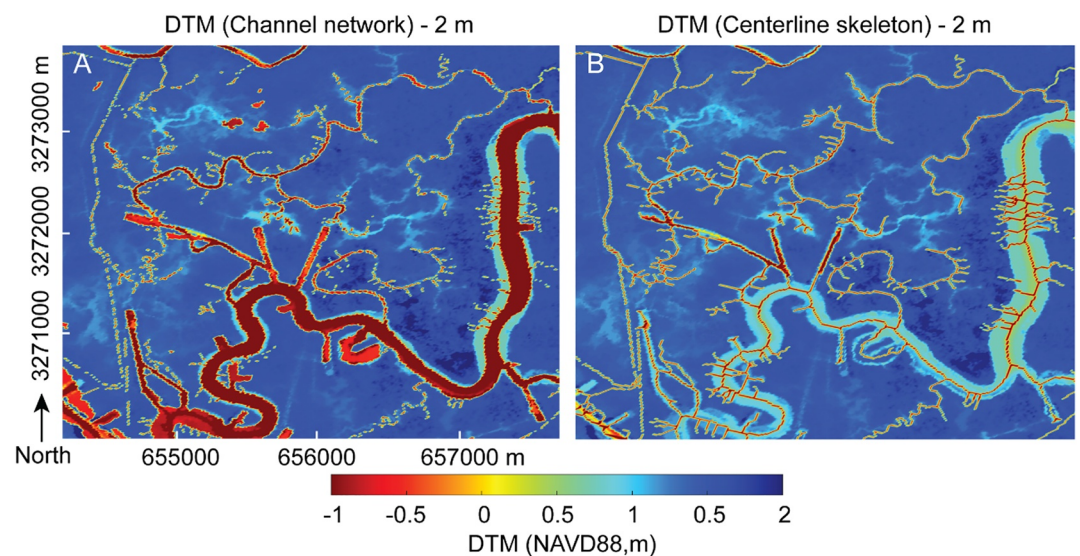 DTM (Channel network) - 2 m
DTM (Centerline skeleton) - 2 m
A
B
3273000 m
3272000
3271000
North
655000
656000
657000 m
-1
-0.5
0
0.5
1
0.5
2
DTM (NAVD88,m)